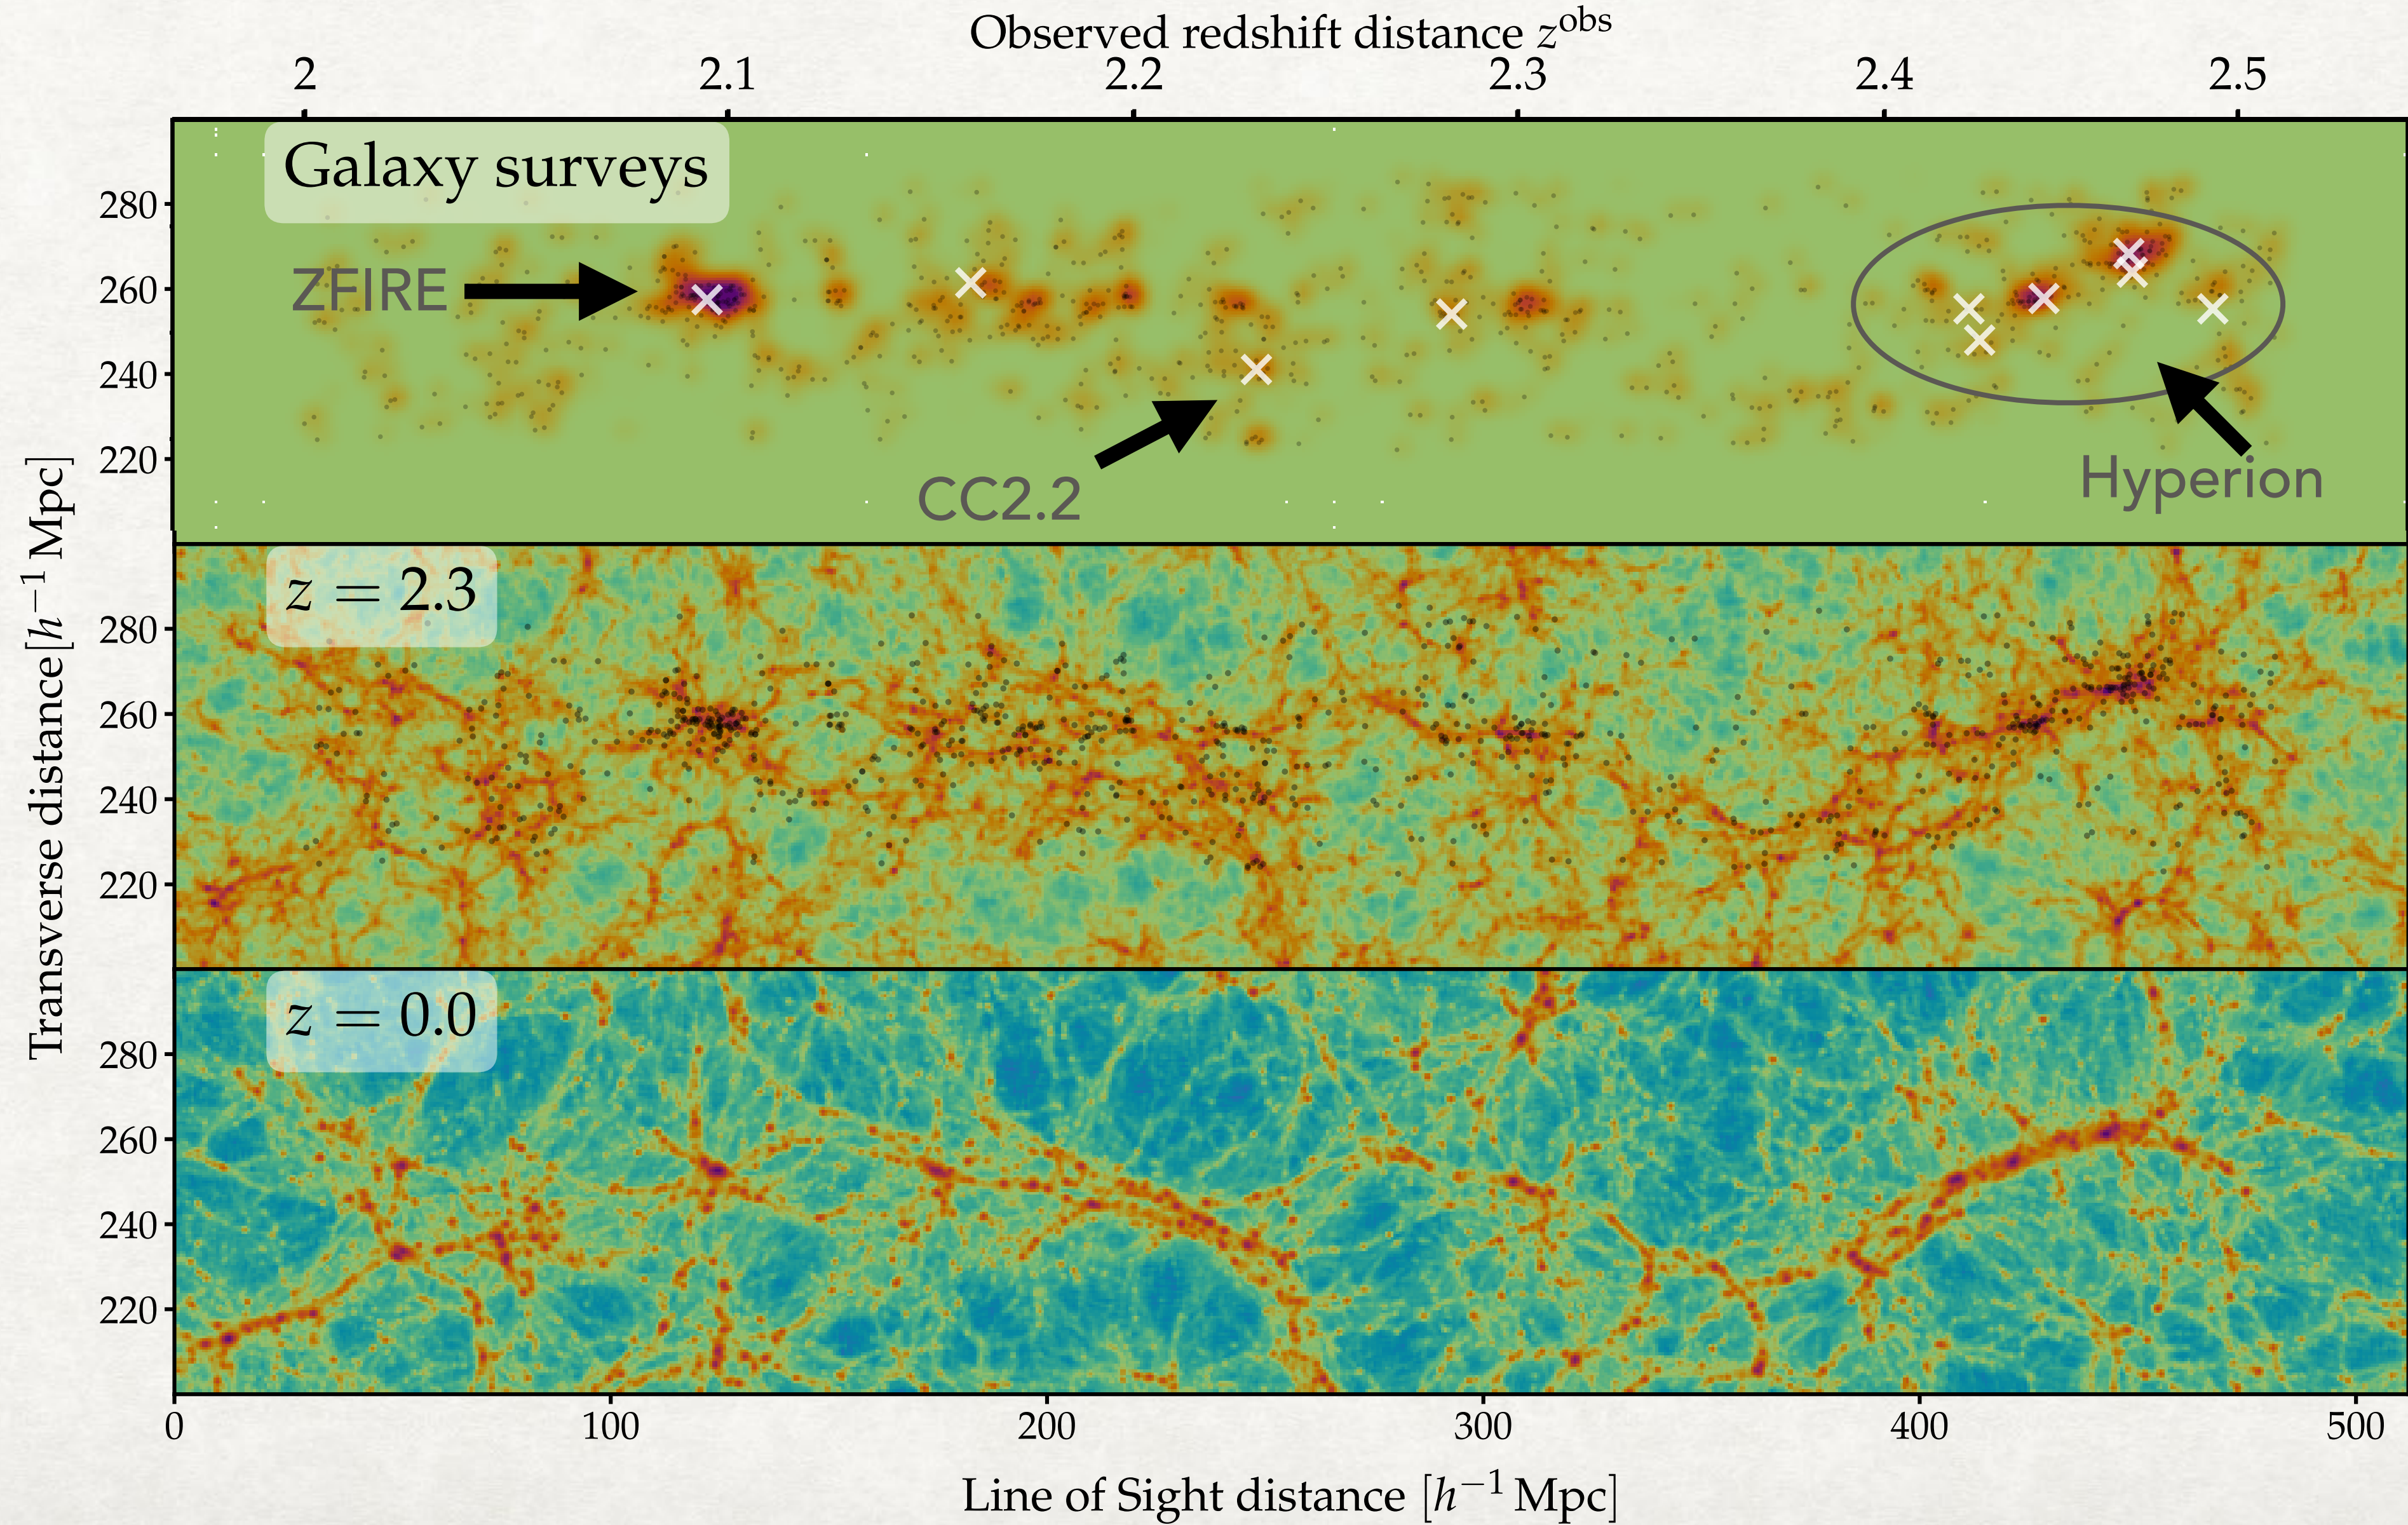 Observed redshift distance z^obs
2 2.1 2.2 2.3 2.4 2.5
Galaxy surveys
280
ZFIRE
260
240
220
CC2.2
Hyperion
Transverse distance[h^−1 Mpc]
z = 2.3
280
260
240
220
z = 0.0
280
260
240
220
0 100 200 300 400 500
Line of Sight distance [h^−1 Mpc]